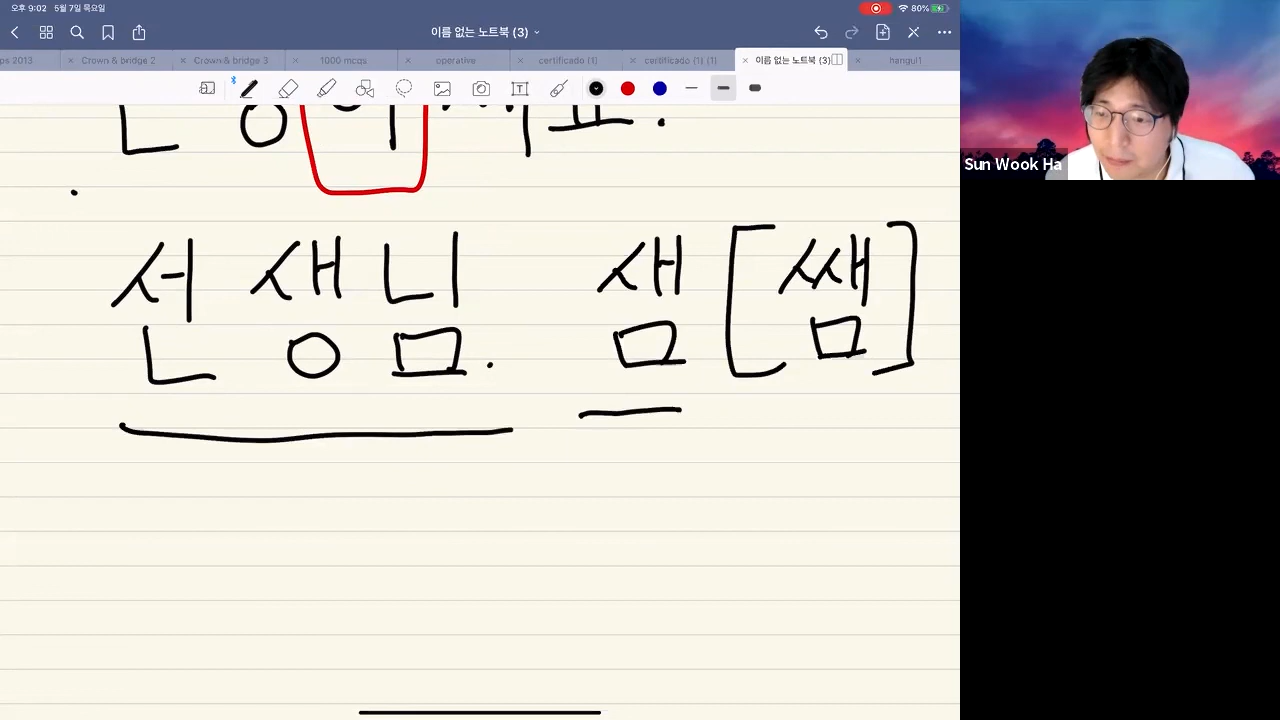 오후 9:02 5월 7일 목요일 80%
이름 없는 노트북 (3)
ps 2013 Crown & bridge 2 Crown & bridge 3 1000 mcqs operative certificado (1) certificado (1) (1) 이름 없는 노트북 (3) hangul1
Sun Wook Ha
선생님. 샘 [쌤]